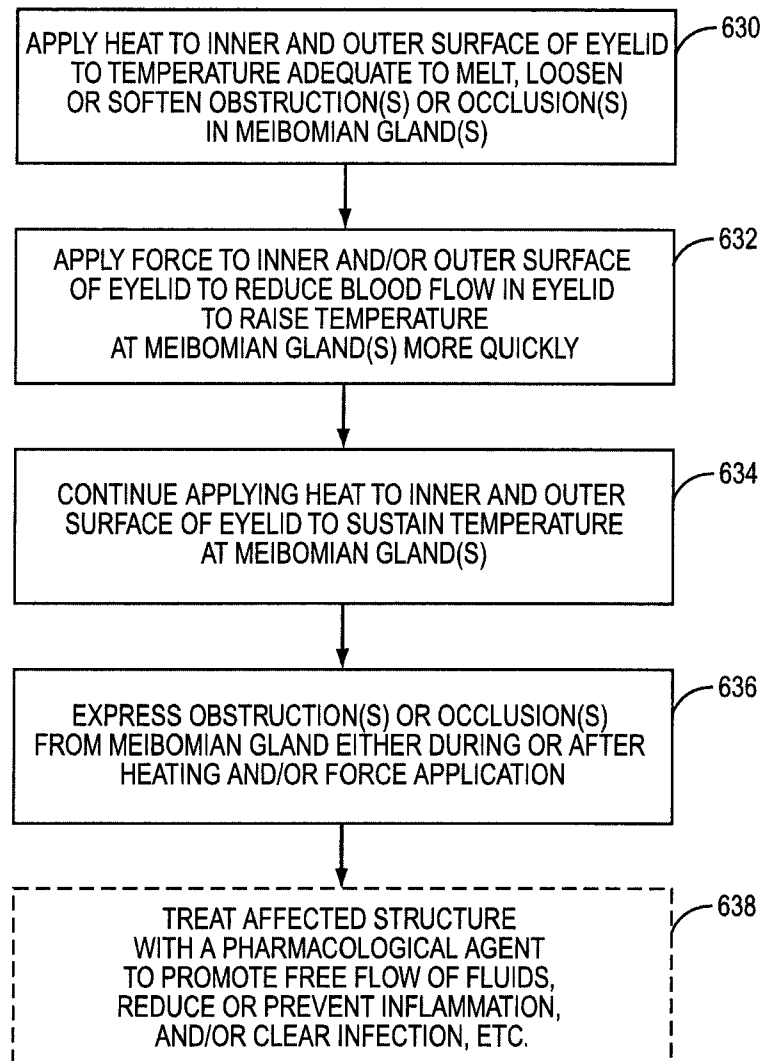 APPLY HEAT TO INNER AND OUTER SURFACE OF EYELID
TO TEMPERATURE ADEQUATE TO MELT, LOOSEN
OR SOFTEN OBSTRUCTION(S) OR OCCLUSION(S)
IN MEIBOMIAN GLAND(S)
630
APPLY FORCE TO INNER AND/OR OUTER SURFACE
OF EYELID TO REDUCE BLOOD FLOW IN EYELID
TO RAISE TEMPERATURE
AT MEIBOMIAN GLAND(S) MORE QUICKLY
632
CONTINUE APPLYING HEAT TO INNER AND OUTER
SURFACE OF EYELID TO SUSTAIN TEMPERATURE
AT MEIBOMIAN GLAND(S)
634
EXPRESS OBSTRUCTION(S) OR OCCLUSION(S)
FROM MEIBOMIAN GLAND EITHER DURING OR AFTER
HEATING AND/OR FORCE APPLICATION
636
TREAT AFFECTED STRUCTURE
WITH A PHARMACOLOGICAL AGENT
TO PROMOTE FREE FLOW OF FLUIDS,
REDUCE OR PREVENT INFLAMMATION,
AND/OR CLEAR INFECTION, ETC.
638